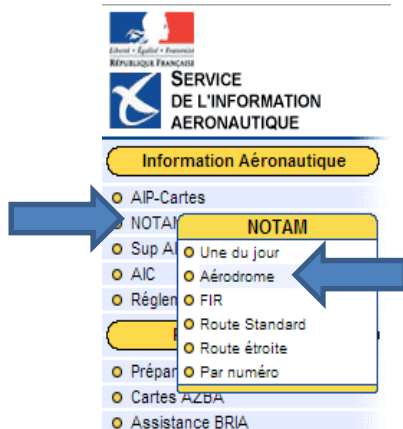 Liberté • Égalité • Fraternité
RÉPUBLIQUE FRANÇAISE
SERVICE
DE L'INFORMATION
AERONAUTIQUE
Information Aéronautique
AIP-Cartes
NOTAM
Une du jour
Aérodrome
FIR
Route Standard
Route étroite
Par numéro
AIC
Cartes AZBA
Assistance BRIA